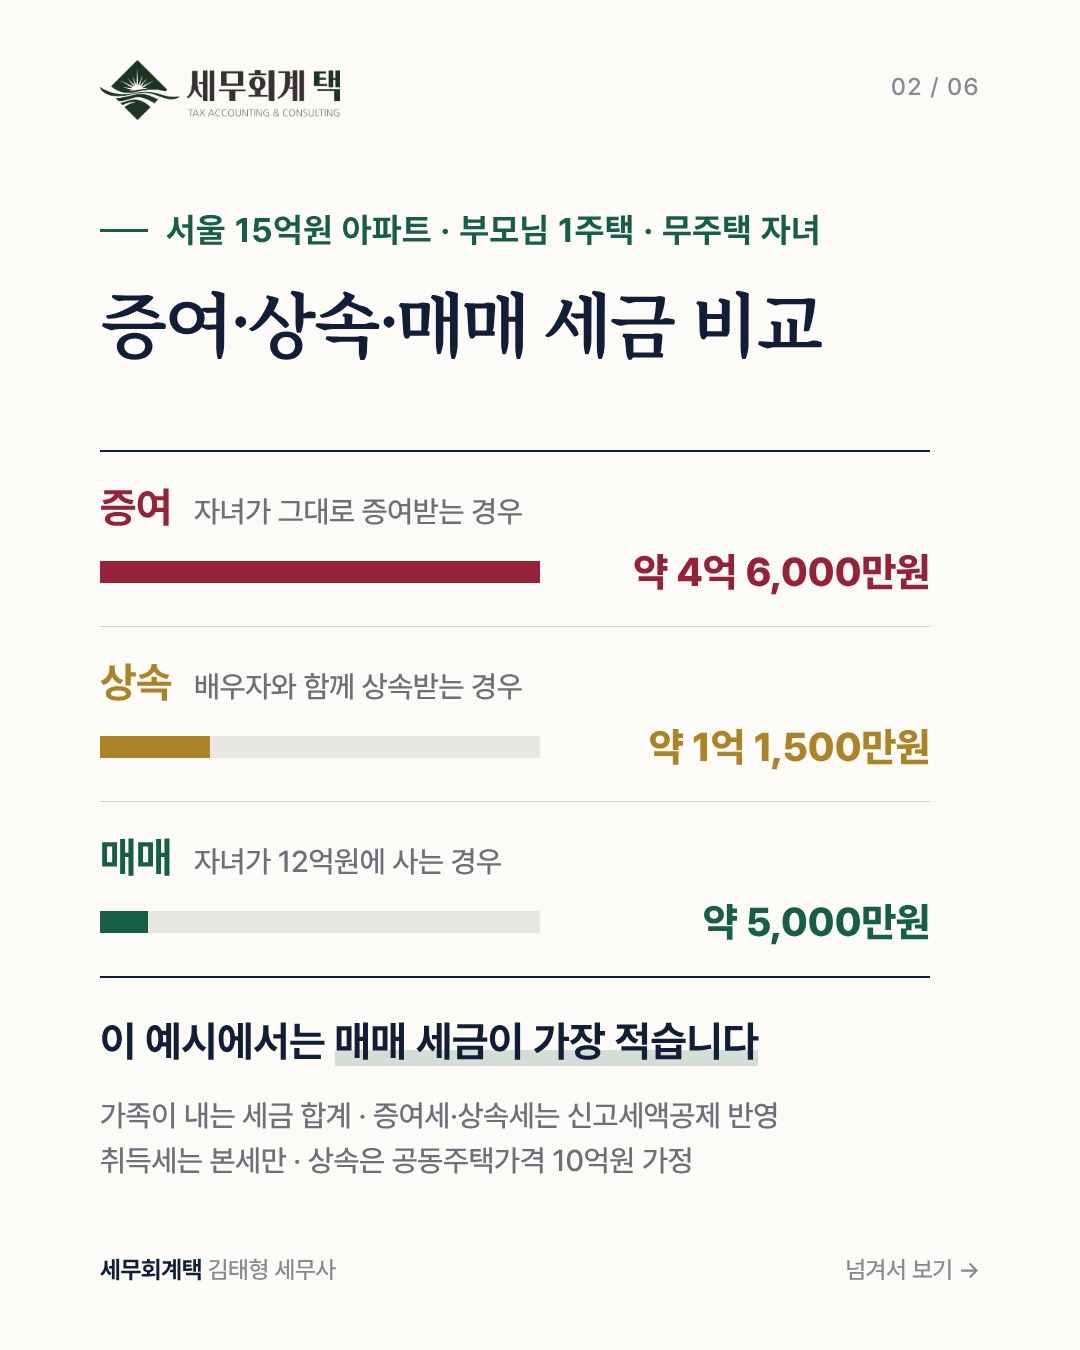 세무회계 택
TAX ACCOUNTING & CONSULTING
02 / 06
서울 15억원 아파트 · 부모님 1주택 · 무주택 자녀
증여·상속·매매 세금 비교
증여 자녀가 그대로 증여받는 경우
약 4억 6,000만원
상속 배우자와 함께 상속받는 경우
약 1억 1,500만원
매매 자녀가 12억원에 사는 경우
약 5,000만원
이 예시에서는 매매 세금이 가장 적습니다
가족이 내는 세금 합계 · 증여세·상속세는 신고세액공제 반영
취득세는 본세만 · 상속은 공동주택가격 10억원 가정
세무회계택 김태형 세무사
넘겨서 보기 →